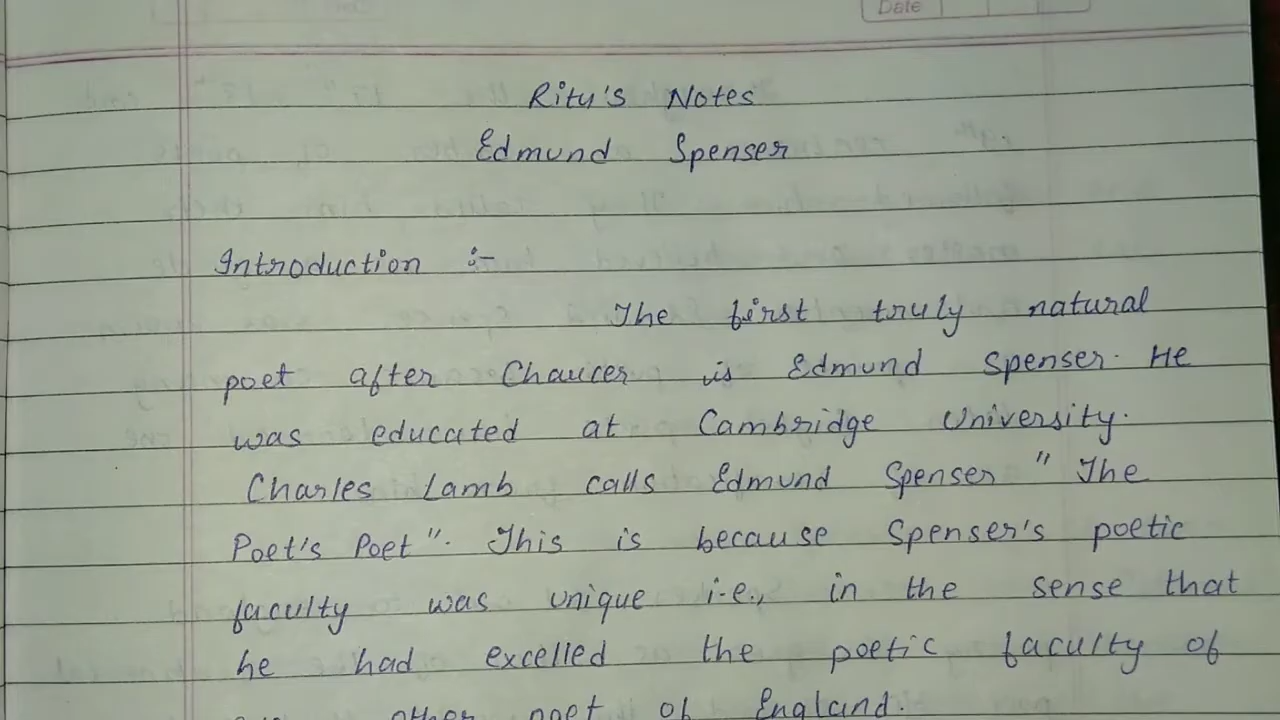 Date
Rity's Notes
Edmund Spenser
Introduction :-
The first truly natural
poet after Chaucer is Edmund Spenser. He
was educated at Cambridge University.
Charles Lamb calls Edmund Spenser "The
Poet's Poet". This is because Spenser's poetic
faculty was unique i.e., in the sense that
he had excelled the poetic faculty of
other poet of England.